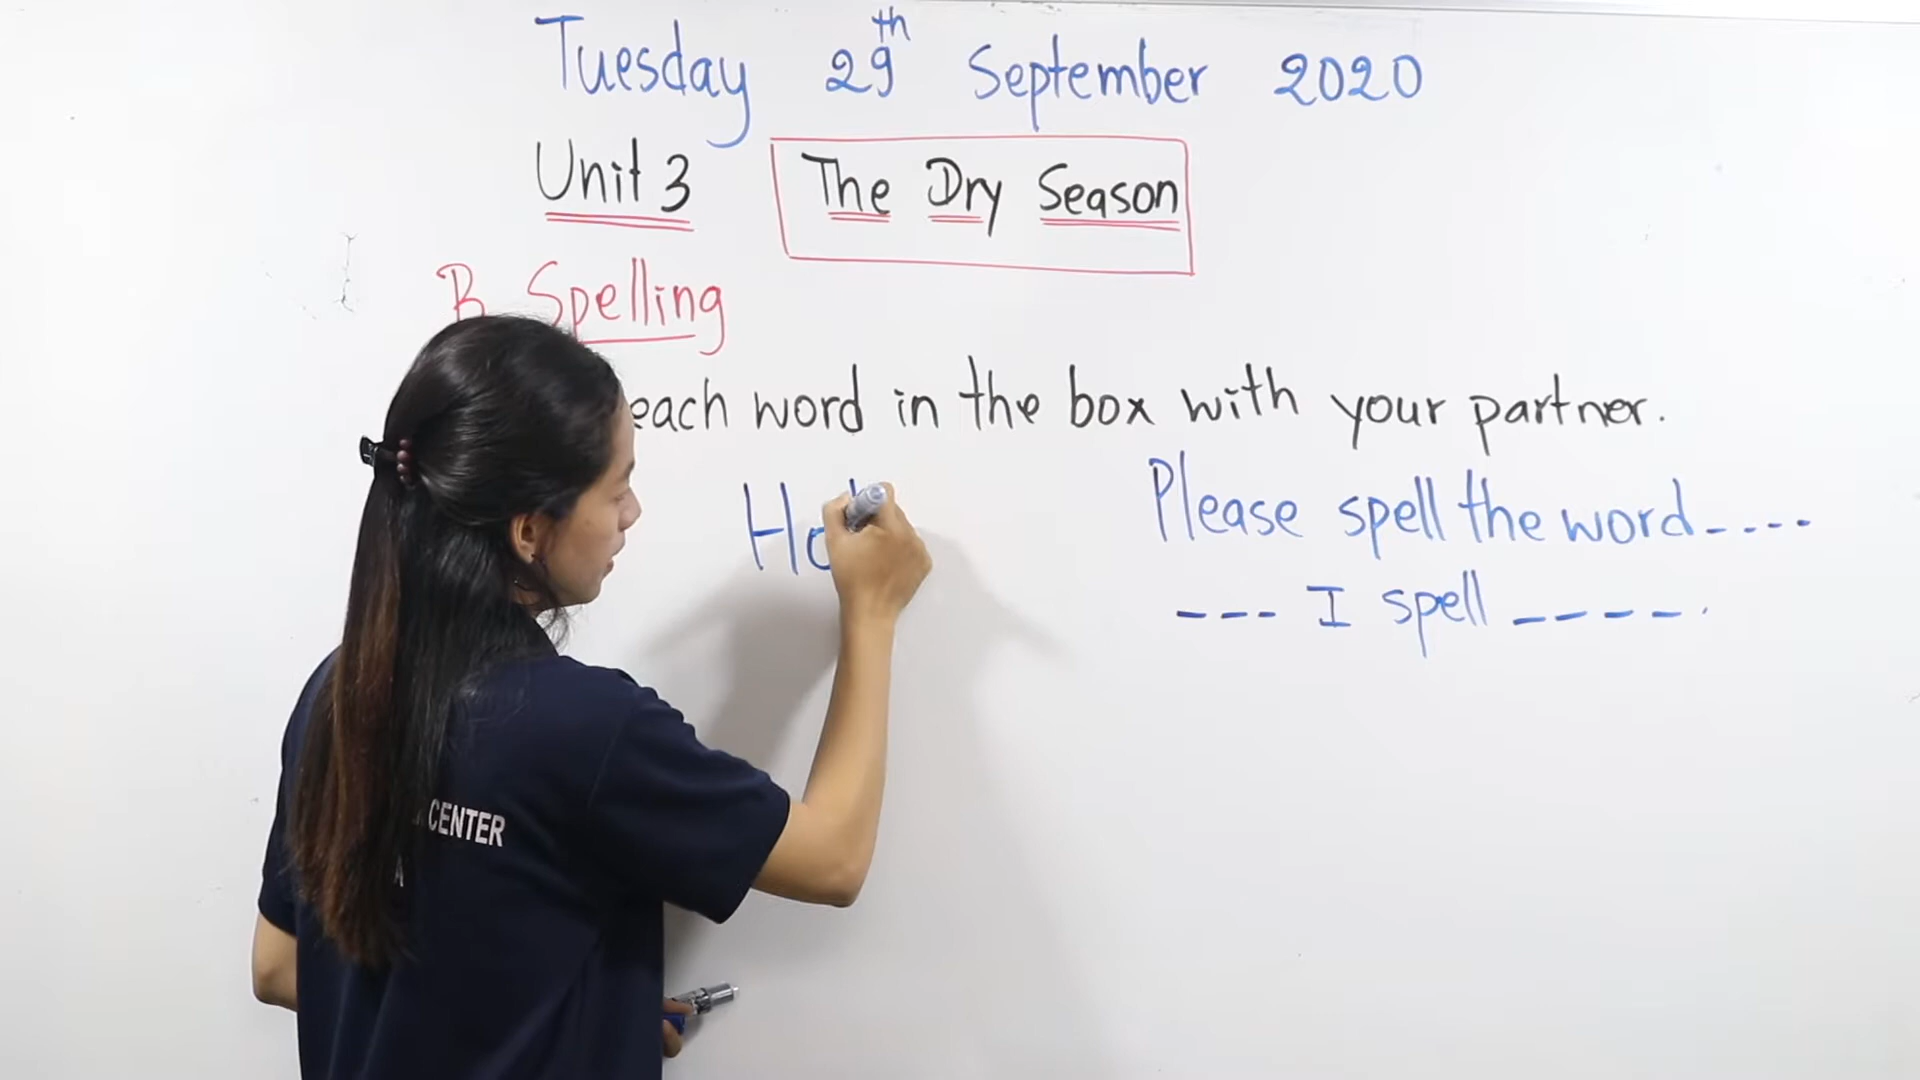 Tuesday 29th September 2020
Unit 3 The Dry Season
B Spelling
each word in the box with your partner.
Please spell the word....
--- I spell -----.
CENTER